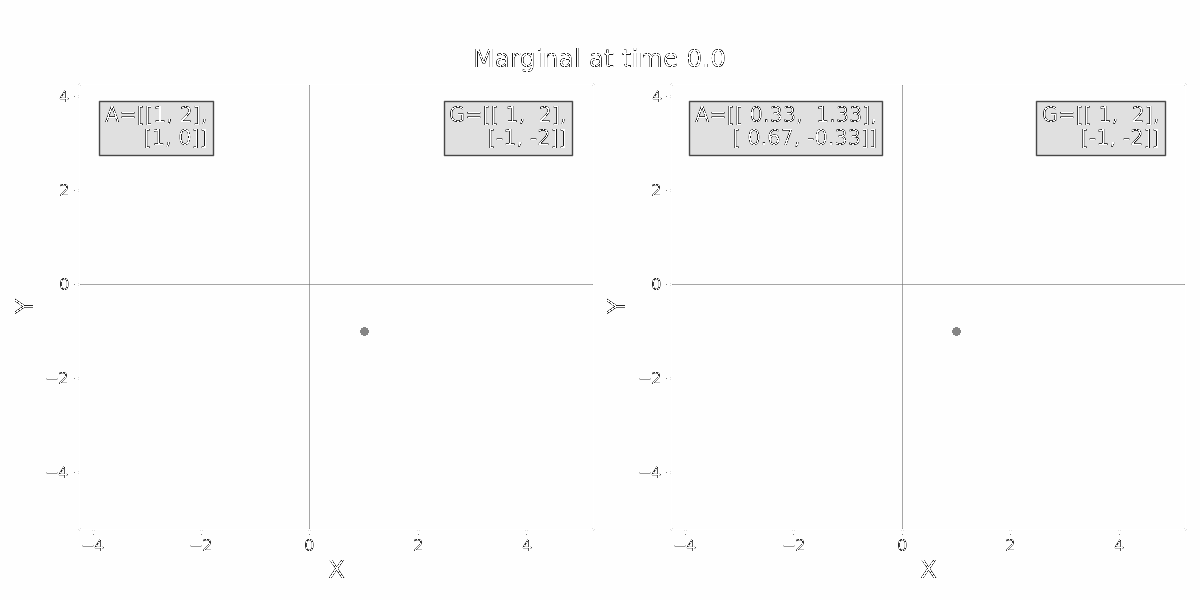 Marginal at time 0.0
A=[[1, 2],
[1, 0]]
G=[[ 1, 2],
[-1, -2]]
4
2
0
−2
−4
Y
−4
−2
0
2
4
X
A=[[ 0.33, 1.33],
[ 0.67, -0.33]]
G=[[ 1, 2],
[-1, -2]]
4
2
0
−2
−4
Y
−4
−2
0
2
4
X